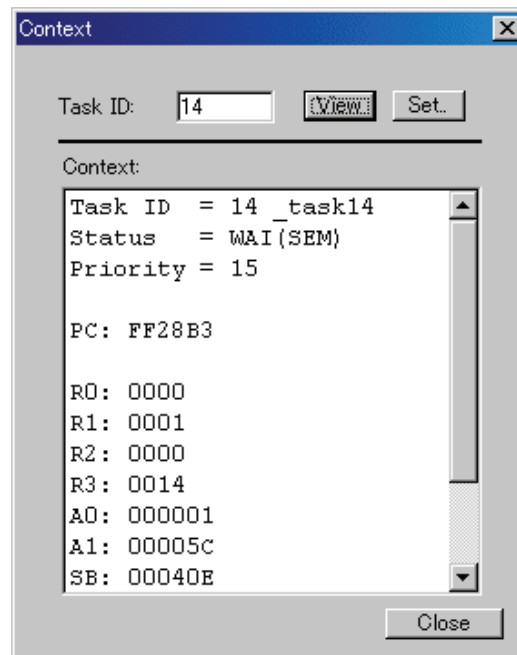 Context
Task ID: 14 View Set..
Context:
Task ID = 14 _task14
Status = WAI(SEM)
Priority = 15
PC: FF28B3
R0: 0000
R1: 0001
R2: 0000
R3: 0014
A0: 000001
A1: 00005C
SB: 00040E
Close